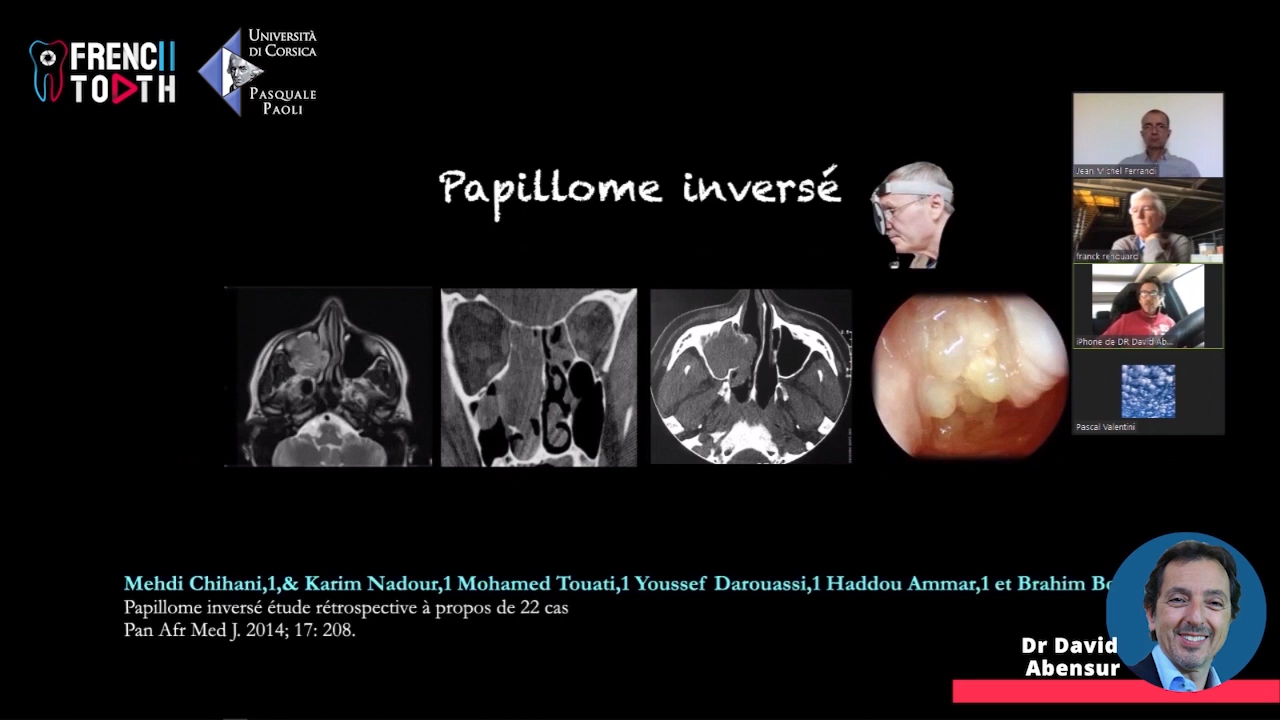 FRENCH
TOOTH
UNIVERSITÀ
DI CORSICA
PASQUALE
PAOLI
Papillome inversé
Jean Michel Ferrandi
franck renouard
iPhone de DR David Ab...
Pascal Valentini
Mehdi Chihani,1,& Karim Nadour,1 Mohamed Touati,1 Youssef Darouassi,1 Haddou Ammar,1 et Brahim
Papillome inversé étude rétrospective à propos de 22 cas
Pan Afr Med J. 2014; 17: 208.
Dr David
Abensur